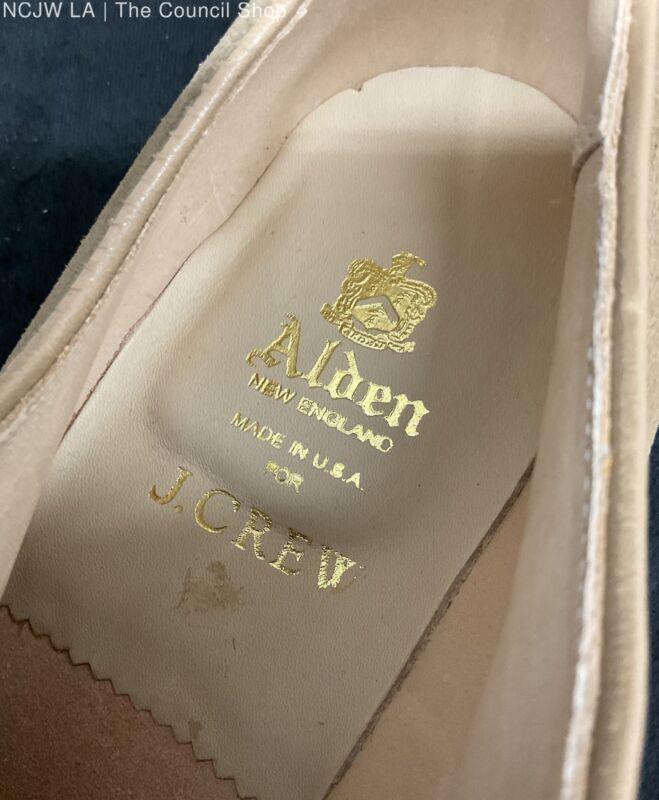 NCJW LA | The Council Shop
ALDEN
Alden
NEW ENGLAND
MADE IN U.S.A.
FOR
J.CREW